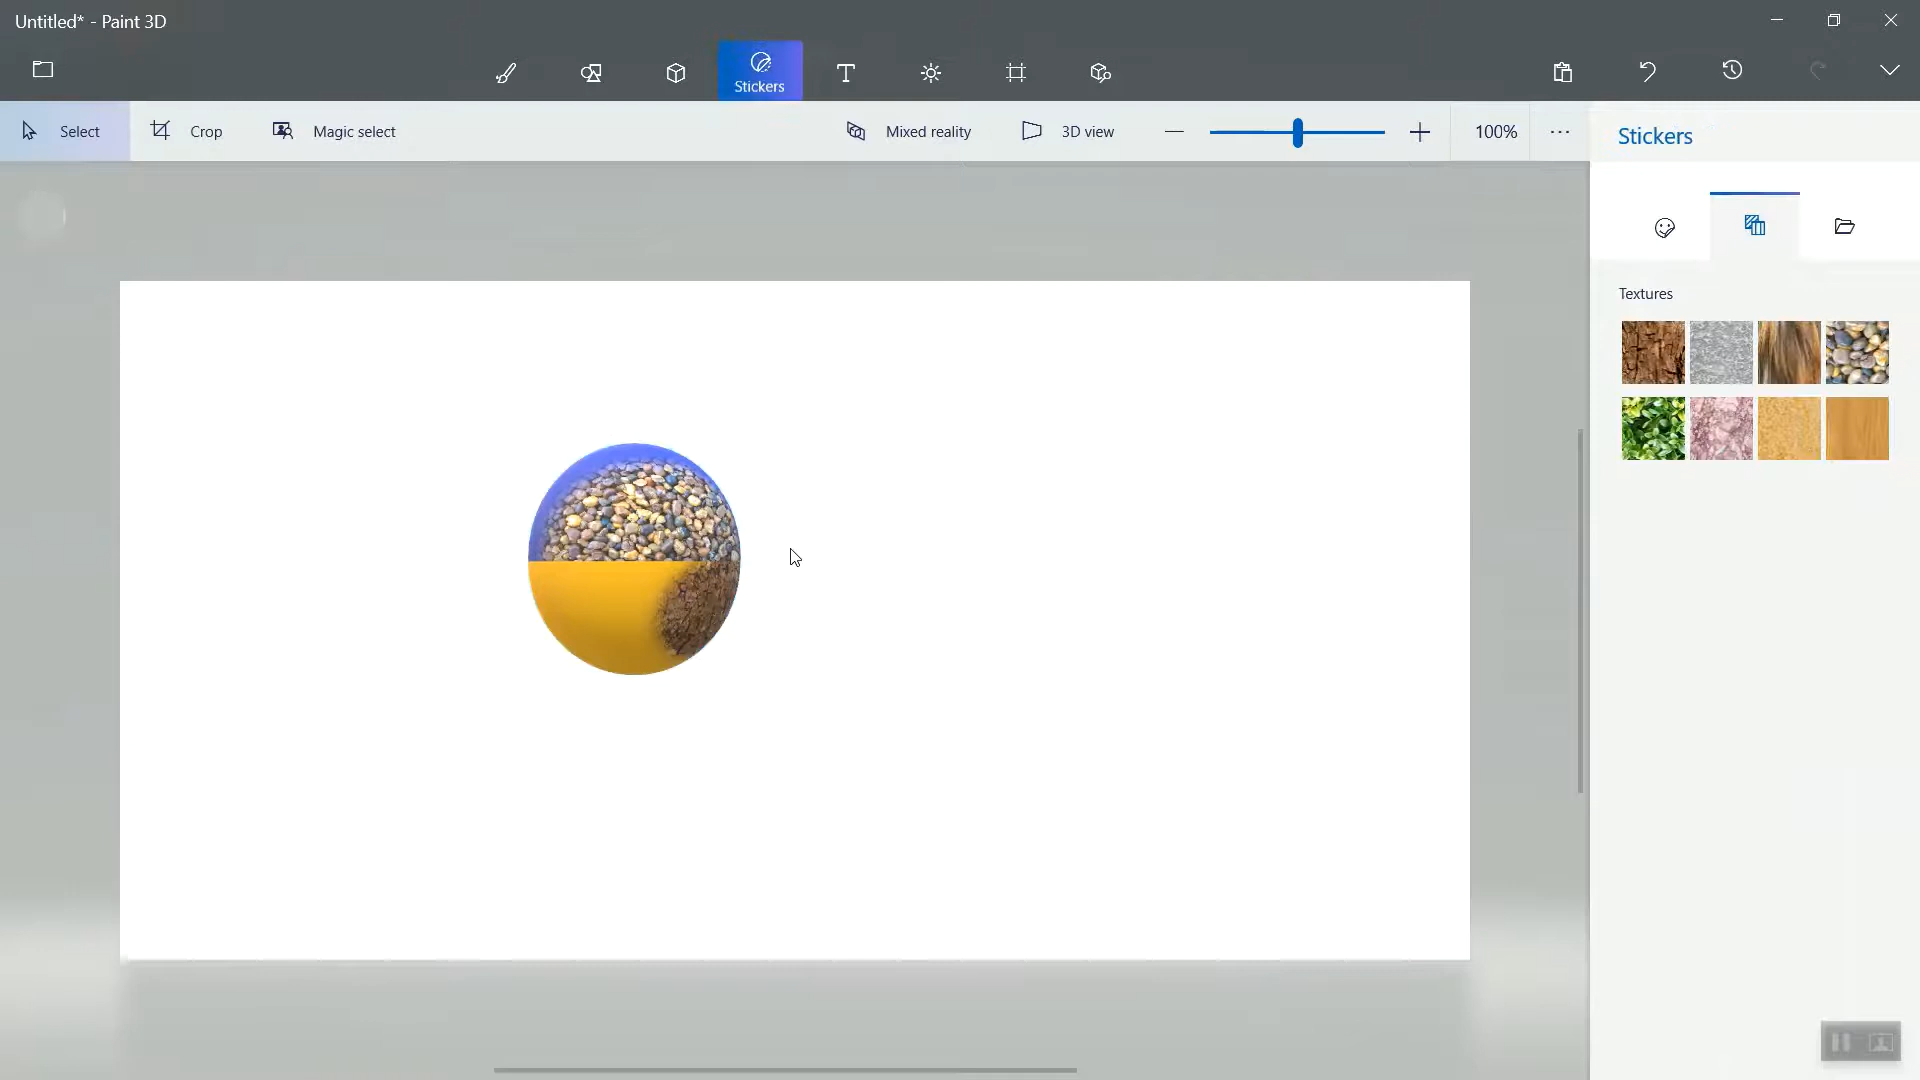 Untitled* - Paint 3D
Stickers
Select
Crop
Magic select
Mixed reality
3D view
100%
Stickers
Textures